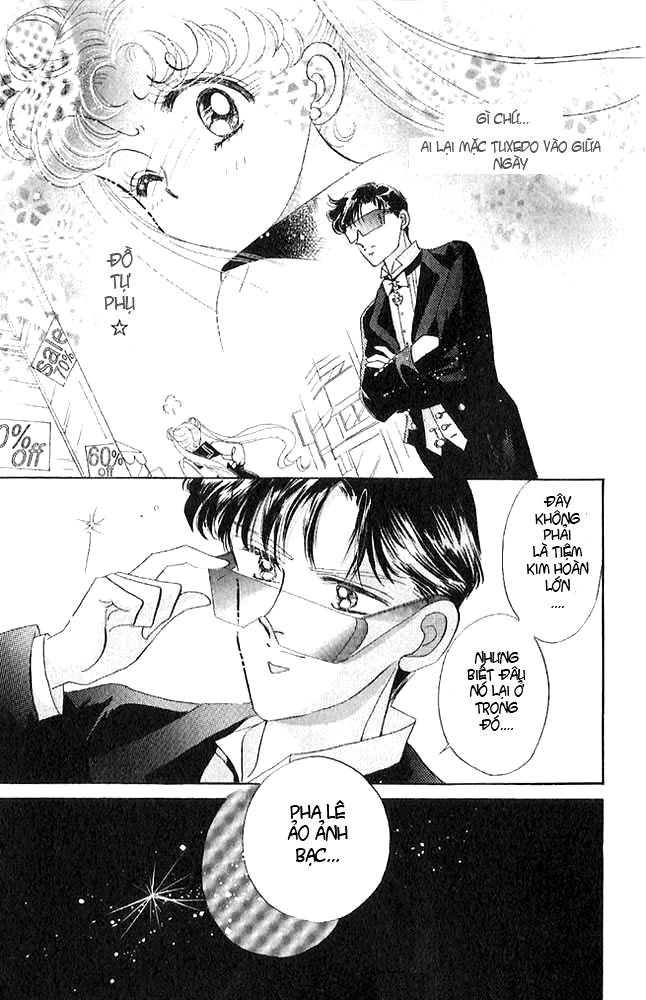 GÌ CHỨ...
AI LẠI MẶC TUXEDO VÀO GIỮA
NGÀY
ĐỒ
TỰ
PHỤ
☆
sale!
70%
0%
off
60%
off
ĐÂY
KHÔNG
PHẢI
LÀ TIỆM
KIM HOÀN
LỚN
....
NHƯNG
BIẾT ĐÂU
NÓ LẠI Ở
TRONG
ĐÓ....
PHA LÊ
ẢO ẢNH
BẠC...